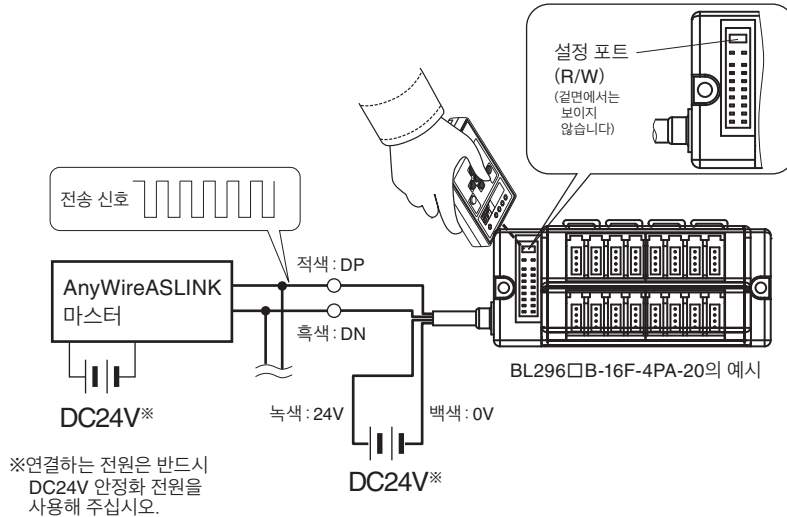 설정 포트
(R/W)
(겉면에서는
보이지
않습니다)
전송 신호
적색 : DP
AnyWireASLINK
마스터
흑색 : DN
BL296□B-16F-4PA-20의 예시
녹색 : 24V
백색 : 0V
DC24V※
DC24V※
※연결하는 전원은 반드시
DC24V 안정화 전원을
사용해 주십시오.